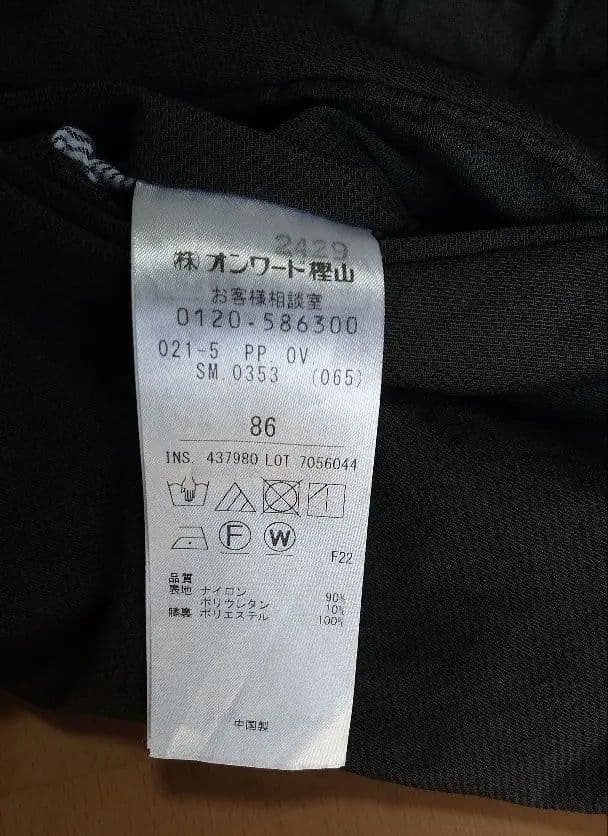 2429
㈱ オンワード樫山
お客様相談室
0120-586300
021-5 PP. OV.
SM. 0353 (065)
86
INS. 437980 LOT 7056044
F W
F22
品質
表地 ナイロン 90%
ポリウレタン 10%
膝裏 ポリエステル 100%
中国製